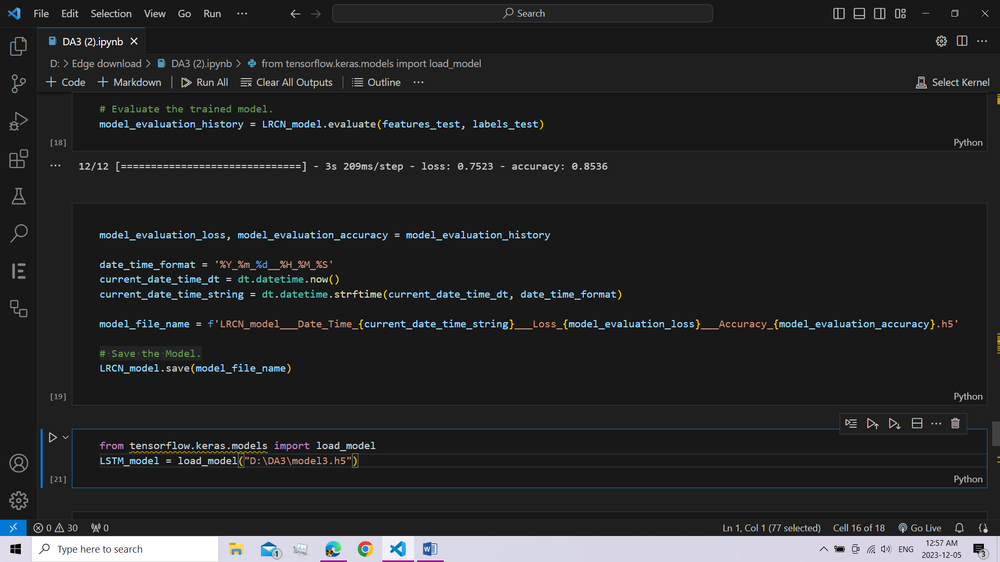 File Edit Selection View Go Run ··· Search
DA3 (2).ipynb
D: > Edge download > DA3 (2).ipynb > from tensorflow.keras.models import load_model
+ Code + Markdown | Run All Clear All Outputs | Outline ··· Select Kernel
# Evaluate the trained model.
model_evaluation_history = LRCN_model.evaluate(features_test, labels_test)
[18] Python
··· 12/12 [==============================] - 3s 209ms/step - loss: 0.7523 - accuracy: 0.8536
model_evaluation_loss, model_evaluation_accuracy = model_evaluation_history
date_time_format = '%Y_%m_%d__%H_%M_%S'
current_date_time_dt = dt.datetime.now()
current_date_time_string = dt.datetime.strftime(current_date_time_dt, date_time_format)
model_file_name = f'LRCN_model___Date_Time_{current_date_time_string}___Loss_{model_evaluation_loss}___Accuracy_{model_evaluation_accuracy}.h5'
# Save the Model.
LRCN_model.save(model_file_name)
[19] Python
from tensorflow.keras.models import load_model
LSTM_model = load_model("D:\DA3\model3.h5")
[21] Python
0 30 0 Ln 1, Col 1 (77 selected) Cell 16 of 18 Go Live
Type here to search 1 ENG 12:57 AM
2023-12-05 3